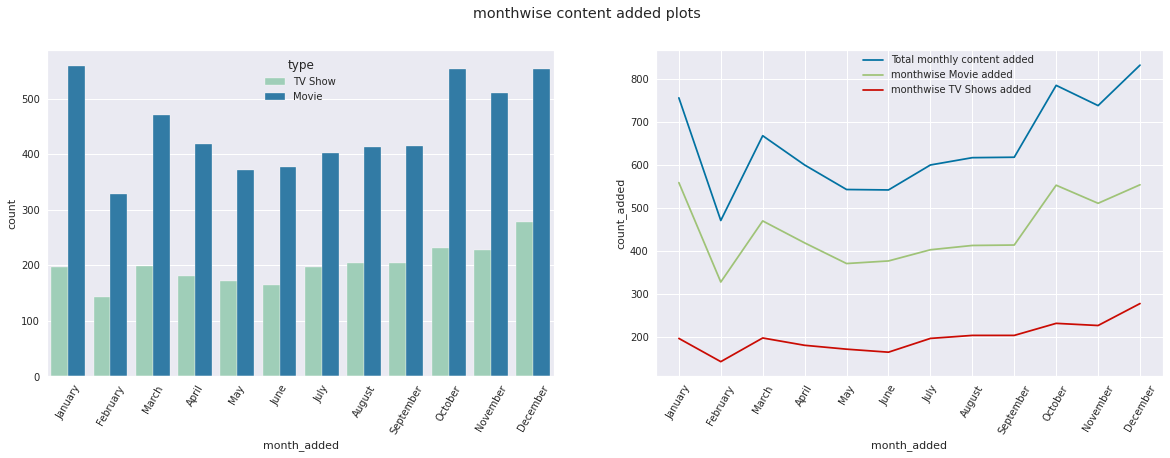 monthwise content added plots
type
TV Show
Movie
count
500
400
300
200
100
0
January
February
March
April
May
June
July
August
September
October
November
December
month_added
Total monthly content added
monthwise Movie added
monthwise TV Shows added
count_added
800
700
600
500
400
300
200
January
February
March
April
May
June
July
August
September
October
November
December
month_added